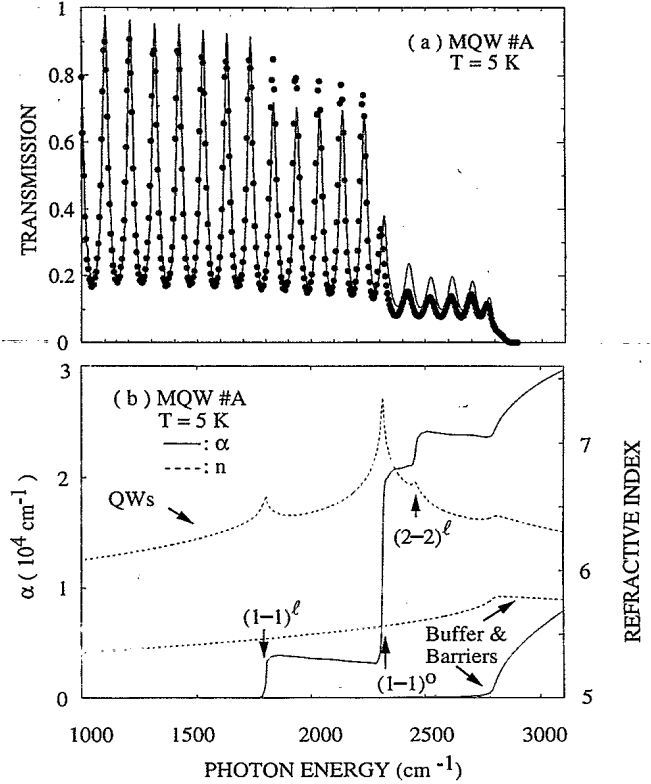 1
0.8
0.6
0.4
0.2
0
TRANSMISSION
( a ) MQW #A
T = 5 K
3
2
1
0
α ( 10⁴ cm⁻¹ )
( b ) MQW #A
T = 5 K
: α
: n
QWs
(1−1)ˡ
(2−2)ˡ
(1−1)ᵒ
Buffer &
Barriers
7
6
5
REFRACTIVE INDEX
1000 1500 2000 2500 3000
PHOTON ENERGY (cm⁻¹)